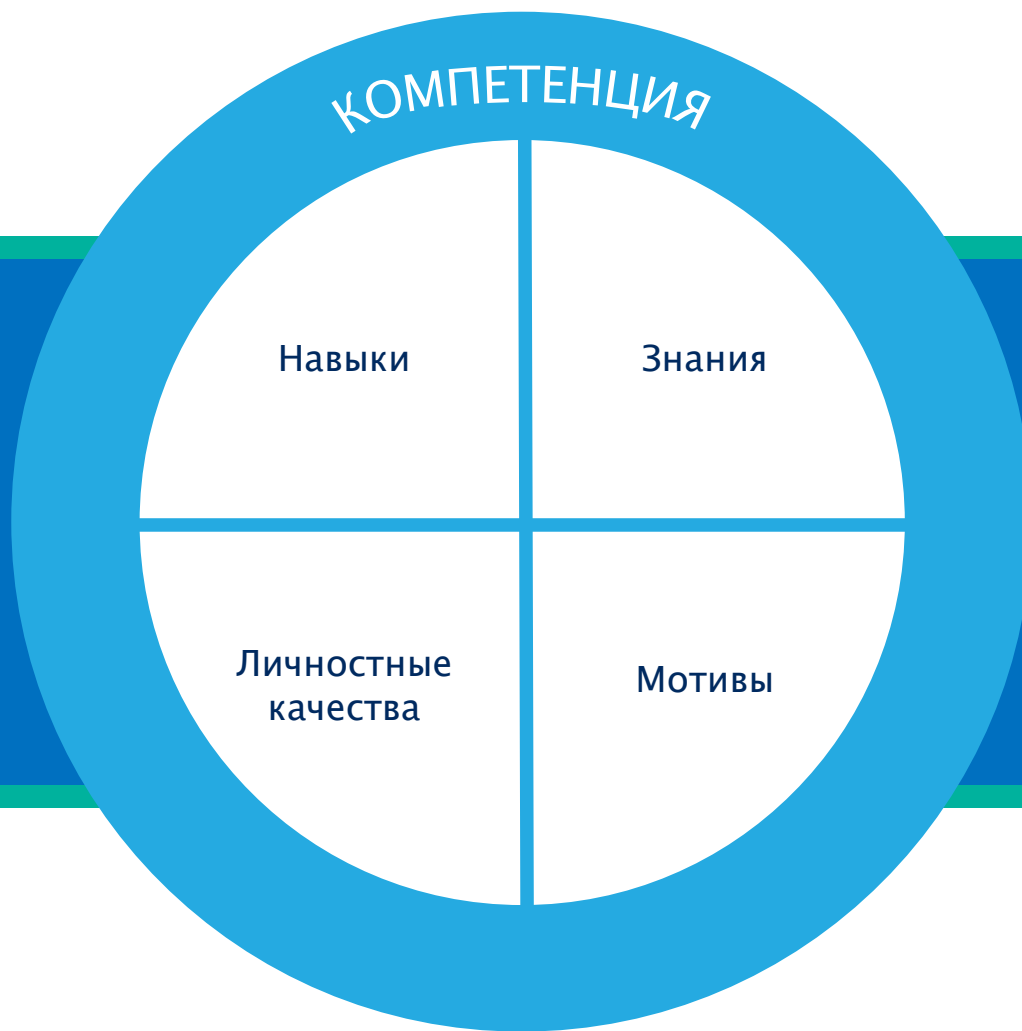 КОМПЕТЕНЦИЯ
Навыки
Знания
Личностные
качества
Мотивы